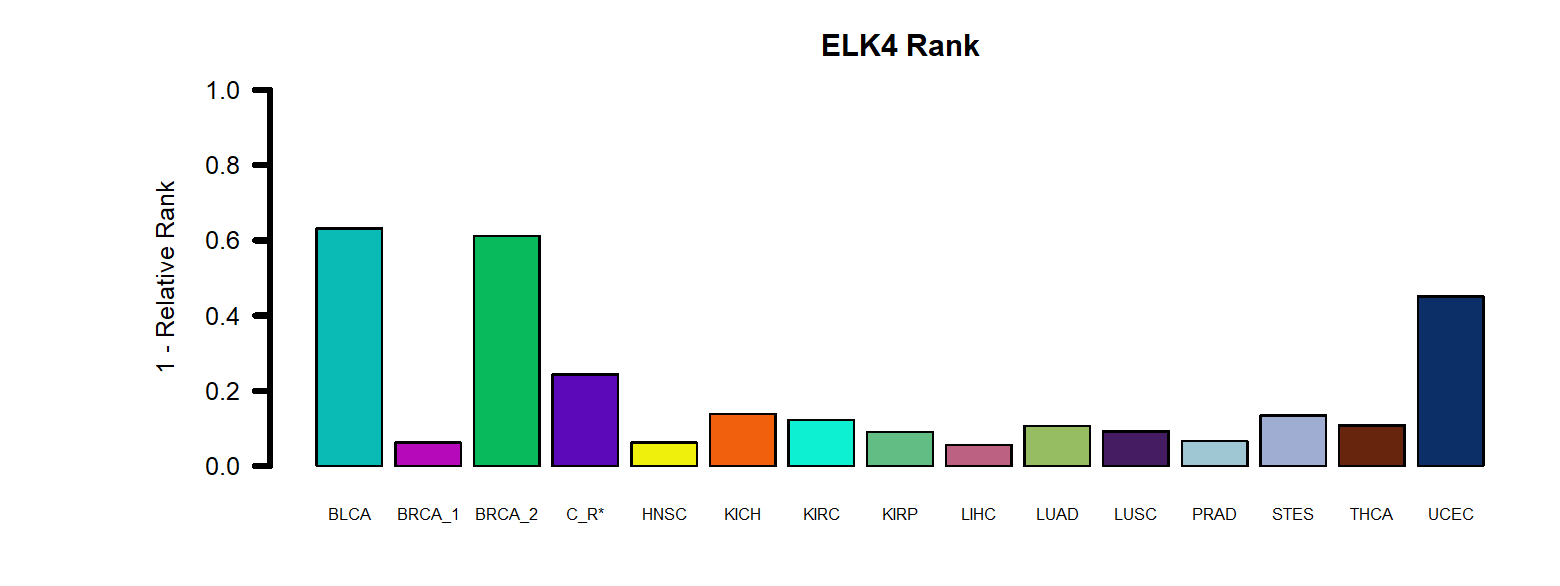 ELK4 Rank
1.0
0.8
0.6
0.4
0.2
0.0
1 - Relative Rank
BLCA BRCA_1 BRCA_2 C_R* HNSC KICH KIRC KIRP LIHC LUAD LUSC PRAD STES THCA UCEC